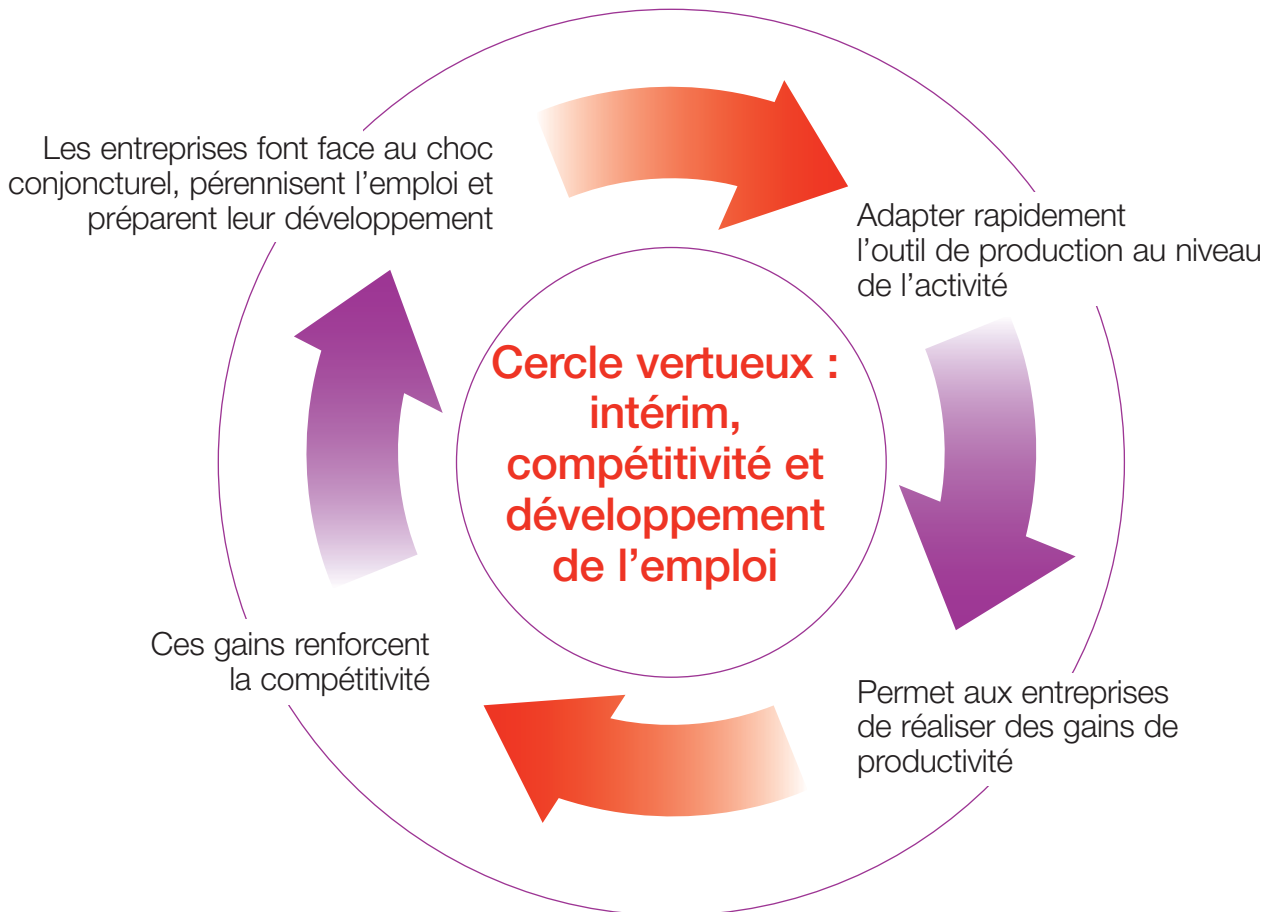 Les entreprises font face au choc
conjoncturel, pérennisent l’emploi et
préparent leur développement
Adapter rapidement
l’outil de production au niveau
de l’activité
Cercle vertueux :
intérim,
compétitivité et
développement
de l’emploi
Ces gains renforcent
la compétitivité
Permet aux entreprises
de réaliser des gains de
productivité